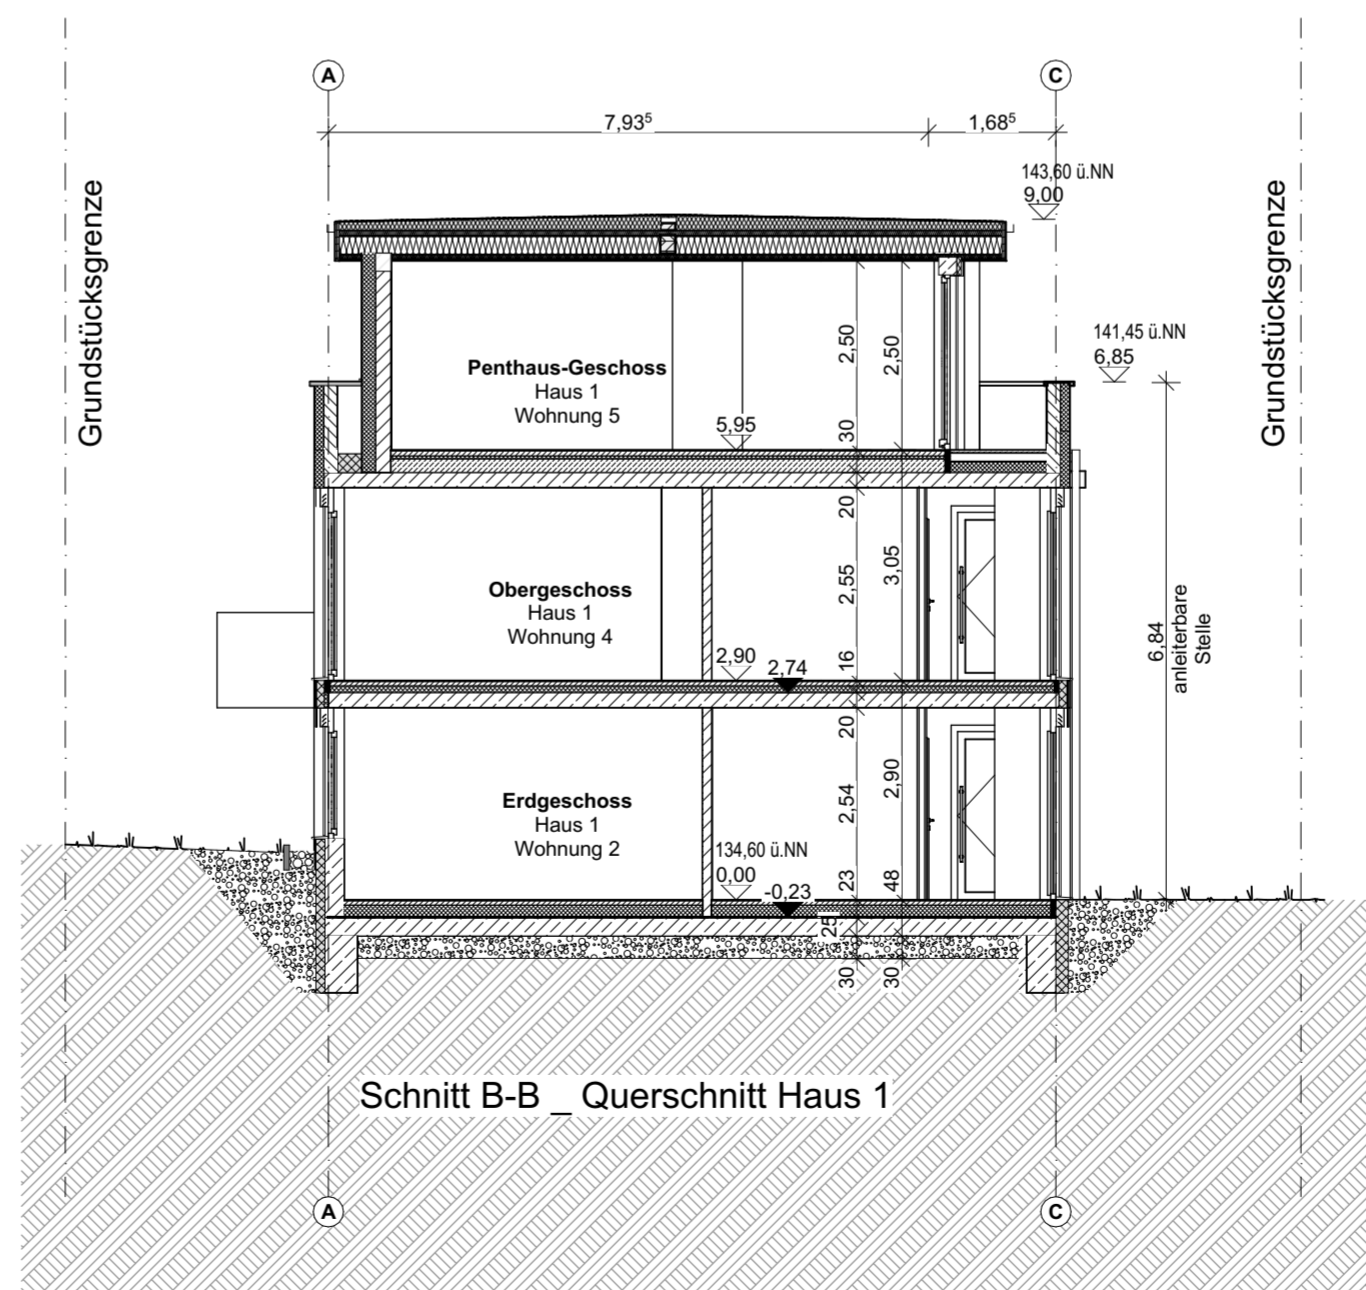 A
C
7,93⁵
1,68⁵
143,60 ü.NN
9,00
Grundstücksgrenze
Grundstücksgrenze
141,45 ü.NN
6,85
2,50
2,50
Penthaus-Geschoss
Haus 1
Wohnung 5
5,95
30
20
3,05
2,55
Obergeschoss
Haus 1
Wohnung 4
6,84
anleiterbare
Stelle
2,90
2,74
16
20
2,90
2,54
Erdgeschoss
Haus 1
Wohnung 2
134,60 ü.NN
0,00
-0,23
23
48
25
30
30
Schnitt B-B _ Querschnitt Haus 1
A
C